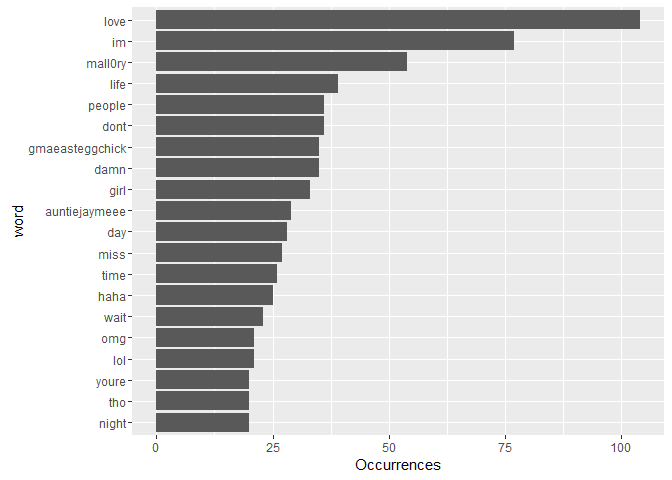 love
im
mall0ry
life
people
dont
gmaeasteggchick
damn
girl
auntiejaymeee
day
miss
time
haha
wait
omg
lol
youre
tho
night
word
0 25 50 75 100
Occurrences